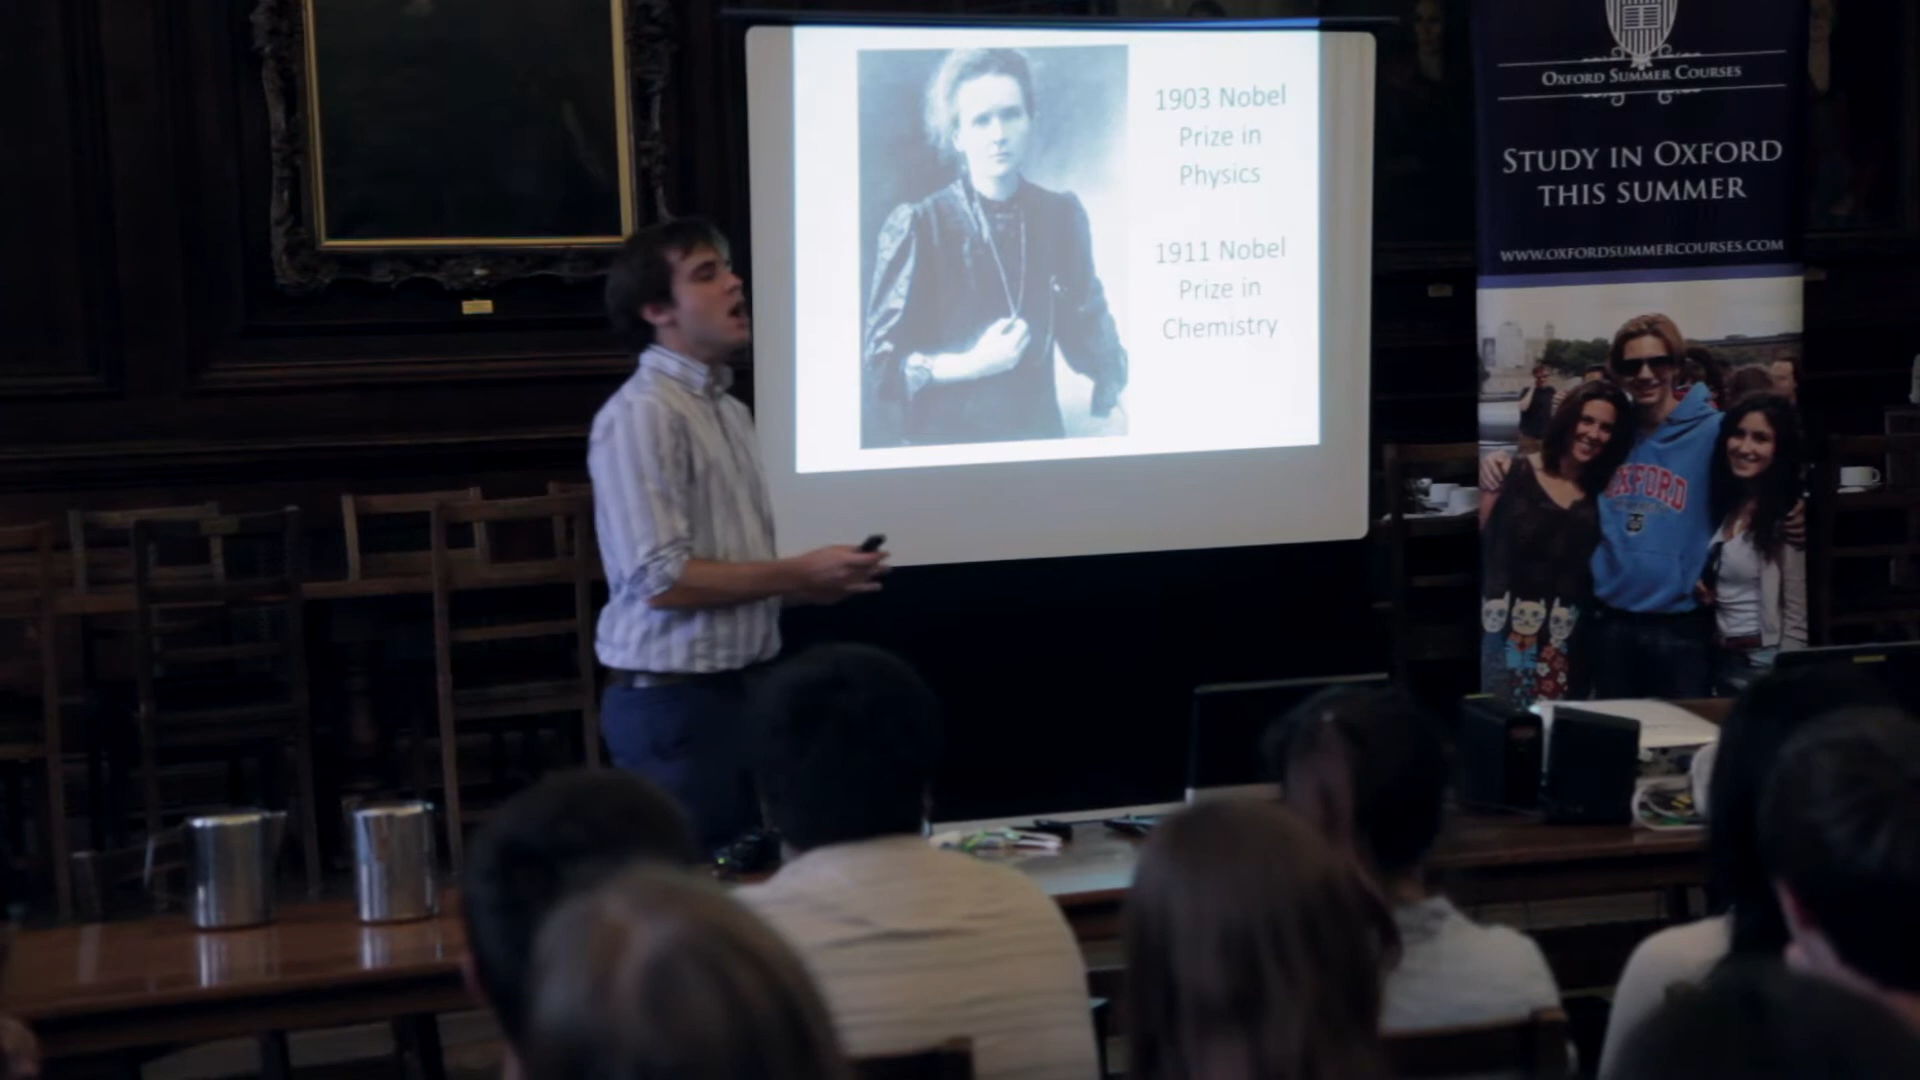 1903 Nobel
Prize in
Physics
1911 Nobel
Prize in
Chemistry
OXFORD SUMMER COURSES
STUDY IN OXFORD
THIS SUMMER
WWW.OXFORDSUMMERCOURSES.COM
OXFORD